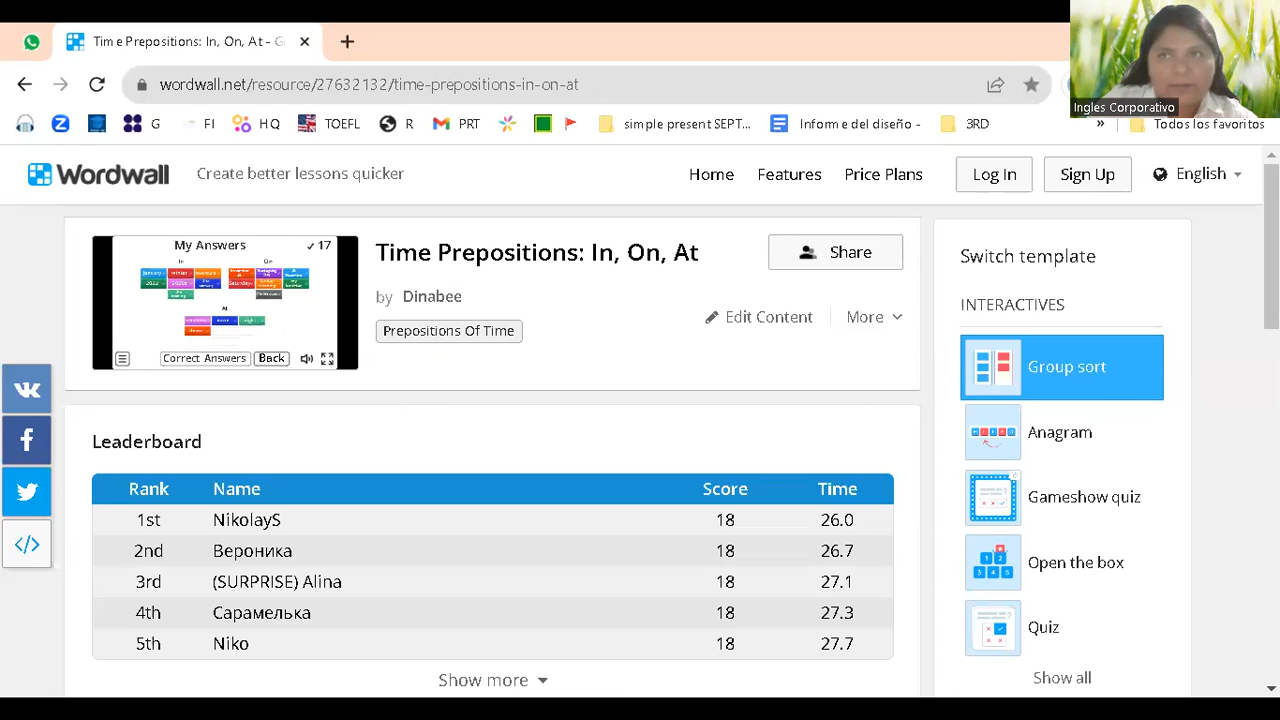 Time Prepositions: In, On, At - G
wordwall.net/resource/27632132/time-prepositions-in-on-at
Ingles Corporativo
G FI HQ TOEFL R PRT simple present SEPT... Informe del diseño - 3RD » Todos los favoritos
Wordwall Create better lessons quicker Home Features Price Plans Log In Sign Up English
My Answers ✓ 17
In On
2022 Saturday
At
Correct Answers Back
Time Prepositions: In, On, At
Share
by Dinabee
Prepositions Of Time
Edit Content More
Leaderboard
Rank Name Score Time
1st NikolayS 18 26.0
2nd Вероника 18 26.7
3rd (SURPRISE) Alina 18 27.1
4th Сарамелька 18 27.3
5th Niko 18 27.7
Show more
Switch template
INTERACTIVES
Group sort
Anagram
Gameshow quiz
Open the box
Quiz
Show all